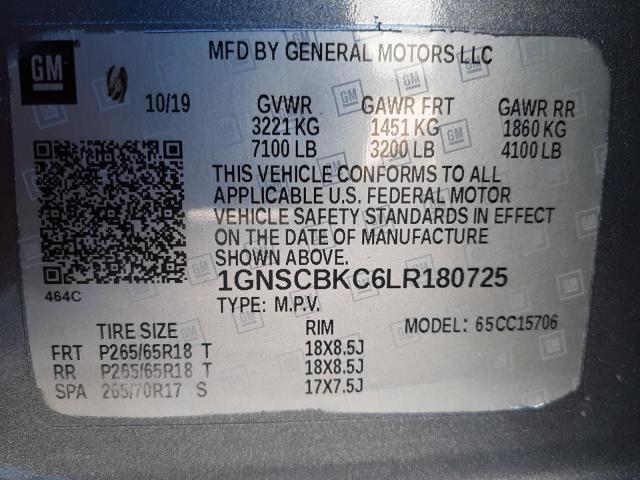 GM
MFD BY GENERAL MOTORS LLC
10/19 GVWR GAWR FRT GAWR RR
3221 KG 1451 KG 1860 KG
7100 LB 3200 LB 4100 LB
THIS VEHICLE CONFORMS TO ALL
APPLICABLE U.S. FEDERAL MOTOR
VEHICLE SAFETY STANDARDS IN EFFECT
ON THE DATE OF MANUFACTURE
SHOWN ABOVE.
464C
1GNSCBKC6LR180725
TYPE: M.P.V.
TIRE SIZE RIM MODEL: 65CC15706
FRT P265/65R18 T 18X8.5J
RR P265/65R18 T 18X8.5J
SPA 265/70R17 S 17X7.5J